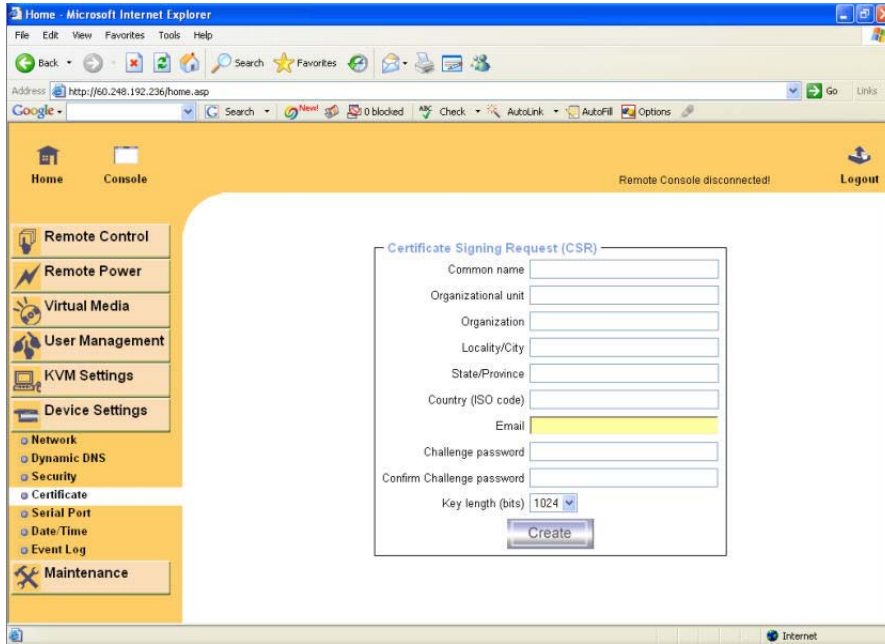 Home - Microsoft Internet Explorer
File Edit View Favorites Tools Help
Back Search Favorites
Address http://60.248.192.236/home.asp Go Links
Google Search New! 0 blocked ABC Check AutoLink AutoFill Options
Home Console Remote Console disconnected! Logout
Remote Control
Remote Power
Virtual Media
User Management
KVM Settings
Device Settings
Network
Dynamic DNS
Security
Certificate
Serial Port
Date/Time
Event Log
Maintenance
Certificate Signing Request (CSR)
Common name
Organizational unit
Organization
Locality/City
State/Province
Country (ISO code)
Email
Challenge password
Confirm Challenge password
Key length (bits) 1024
Create
Internet